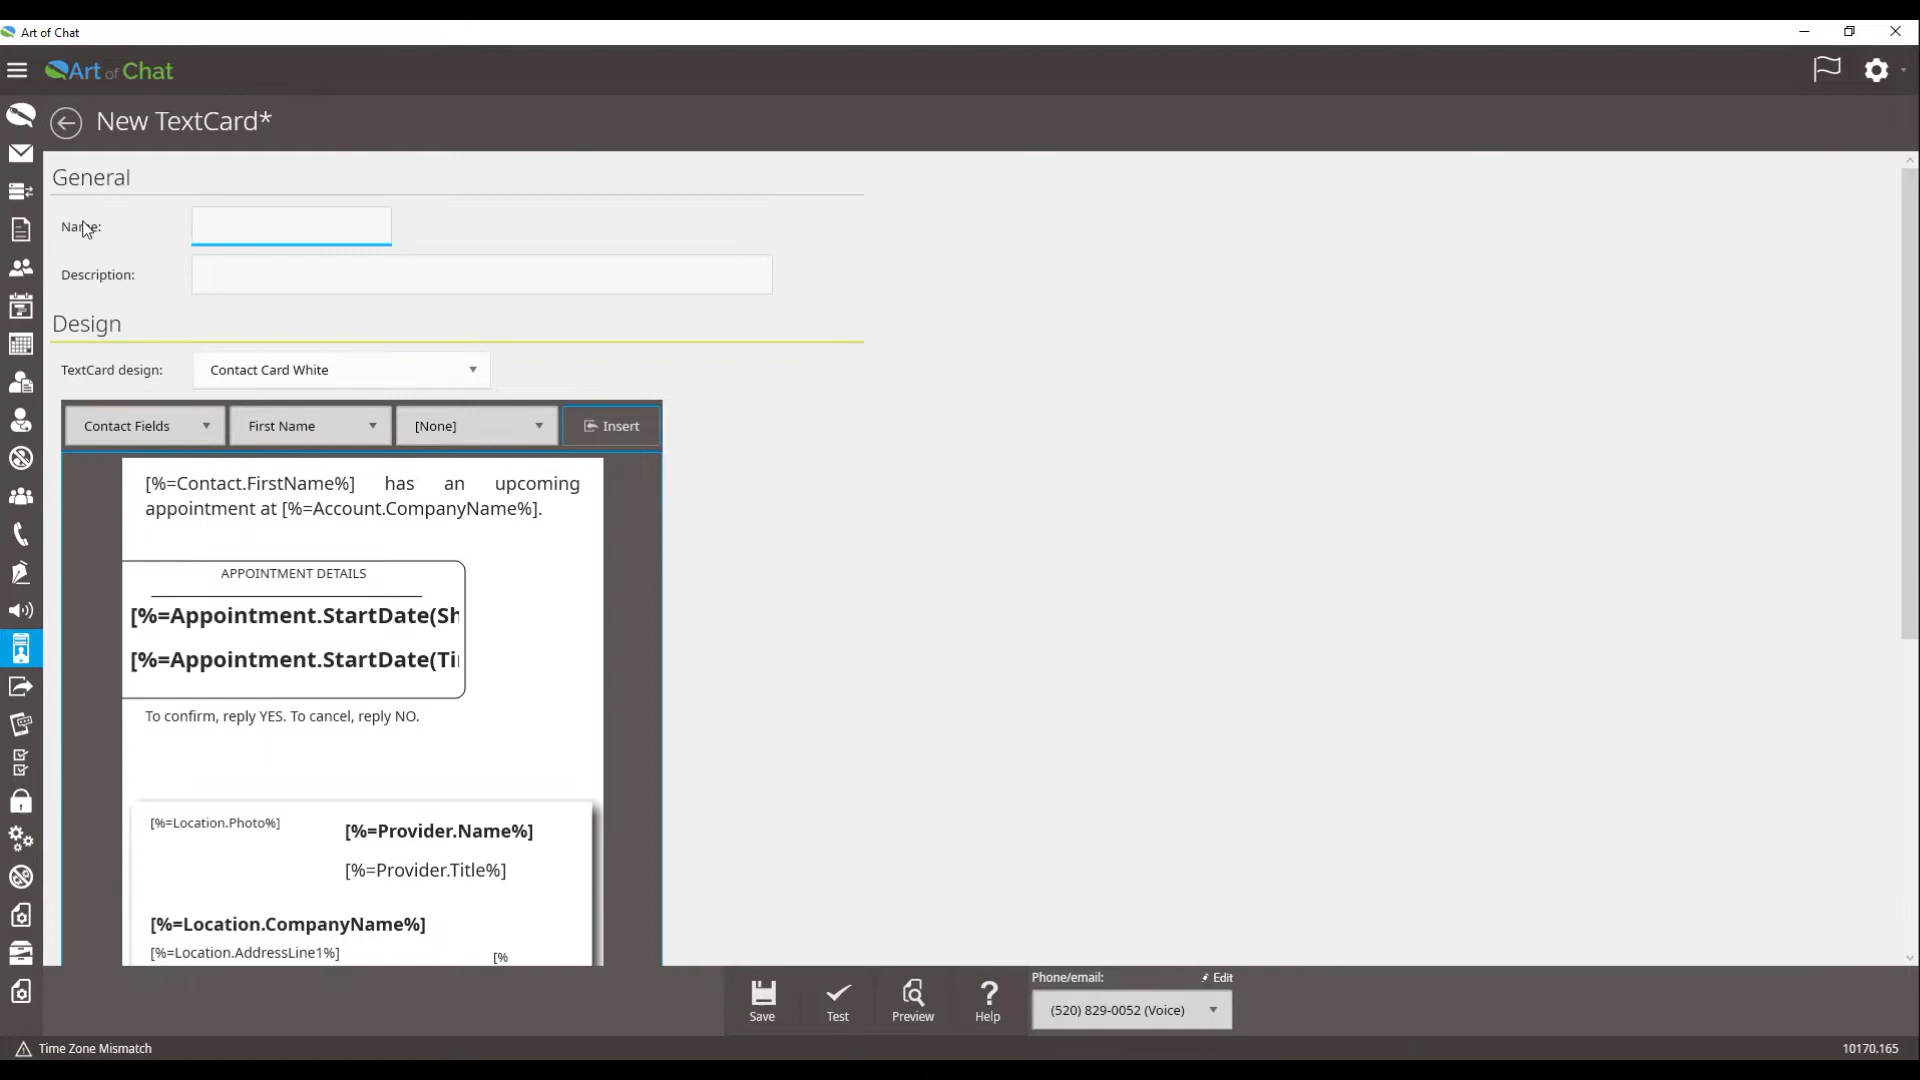 Art of Chat
Art of Chat
New TextCard*
General
Name:
Description:
Design
TextCard design: Contact Card White
Contact Fields First Name [None] Insert
[%=Contact.FirstName%] has an upcoming
appointment at [%=Account.CompanyName%].
APPOINTMENT DETAILS
[%=Appointment.StartDate(Sh
[%=Appointment.StartDate(Ti
To confirm, reply YES. To cancel, reply NO.
[%=Location.Photo%] [%=Provider.Name%]
[%=Provider.Title%]
[%=Location.CompanyName%]
[%=Location.AddressLine1%] [%
Phone/email: Edit
Save Test Preview Help (520) 829-0052 (Voice)
Time Zone Mismatch 10170.165